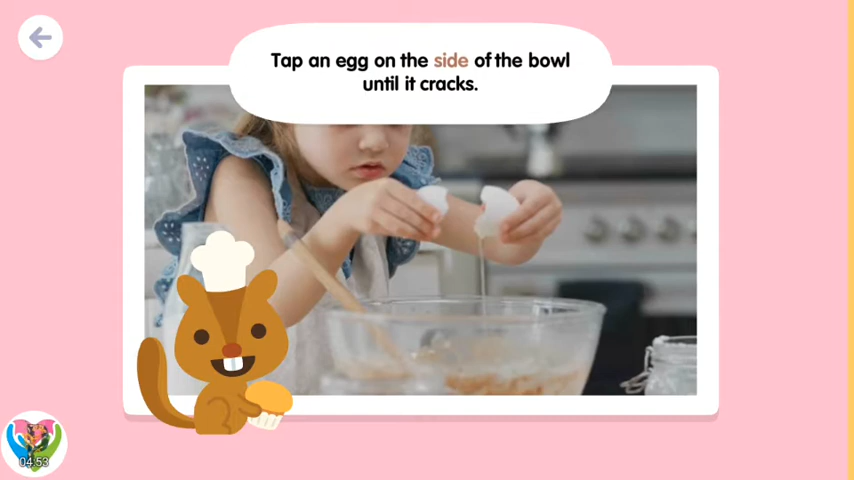 Tap an egg on the side of the bowl
until it cracks.
04:53